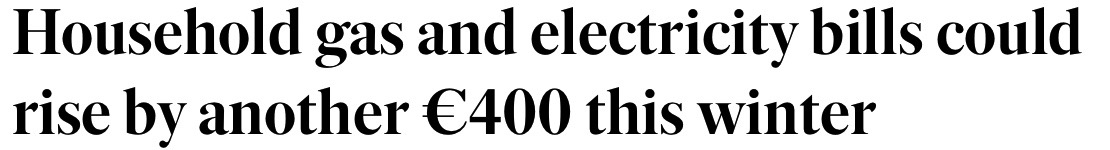 Household gas and electricity bills could
rise by another €400 this winter